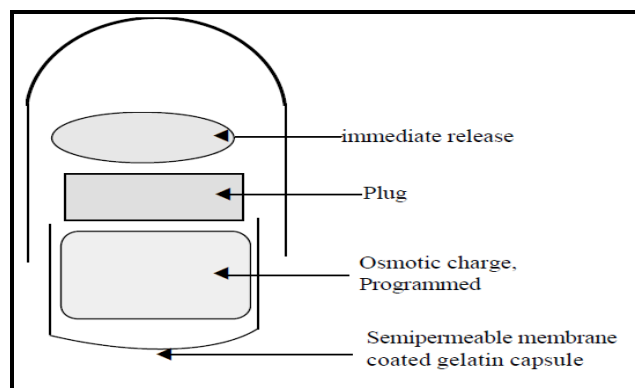 immediate release
Plug
Osmotic charge,
Programmed
Semipermeable membrane
coated gelatin capsule